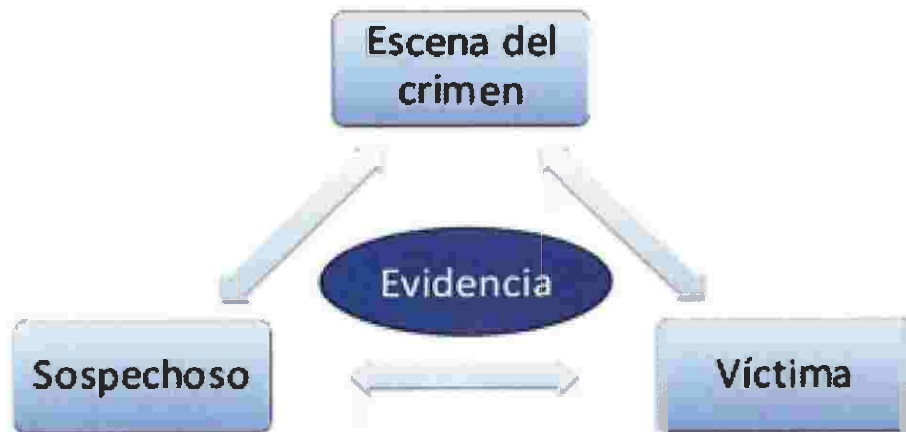 Escena del
crimen
Evidencia
Sospechoso
Víctima